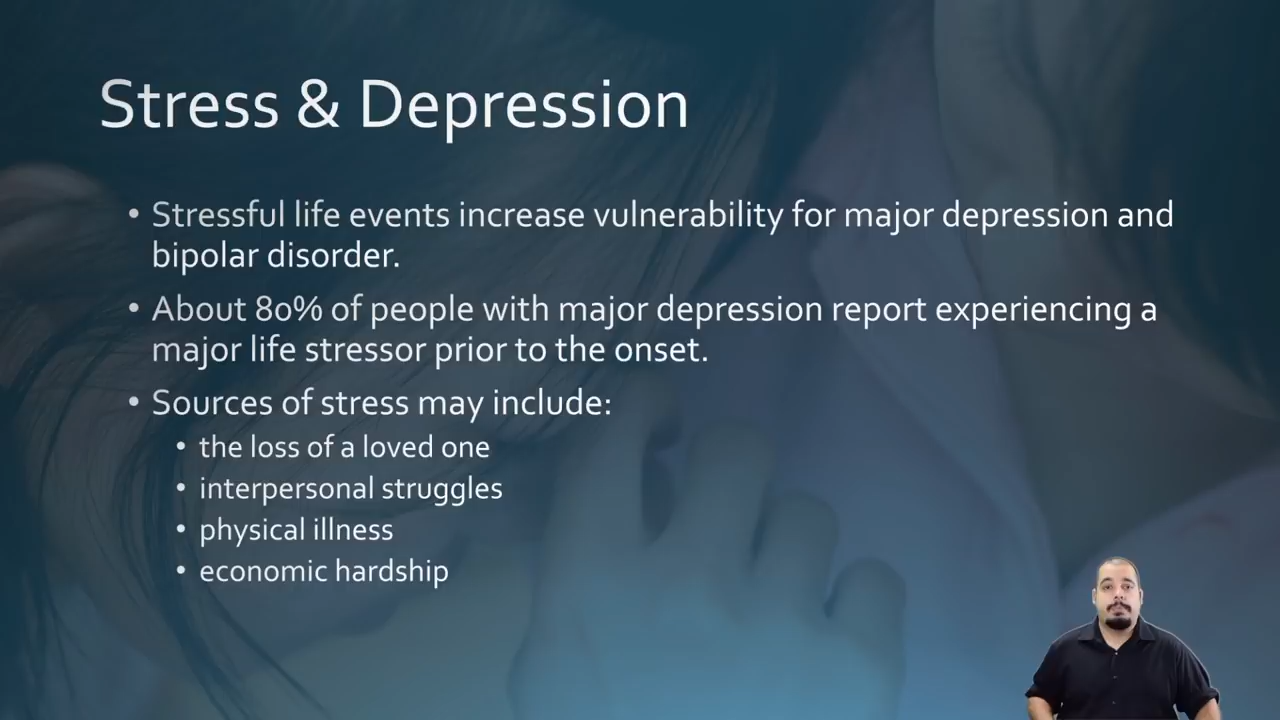 Stress & Depression
• Stressful life events increase vulnerability for major depression and
bipolar disorder.
• About 80% of people with major depression report experiencing a
major life stressor prior to the onset.
• Sources of stress may include:
• the loss of a loved one
• interpersonal struggles
• physical illness
• economic hardship